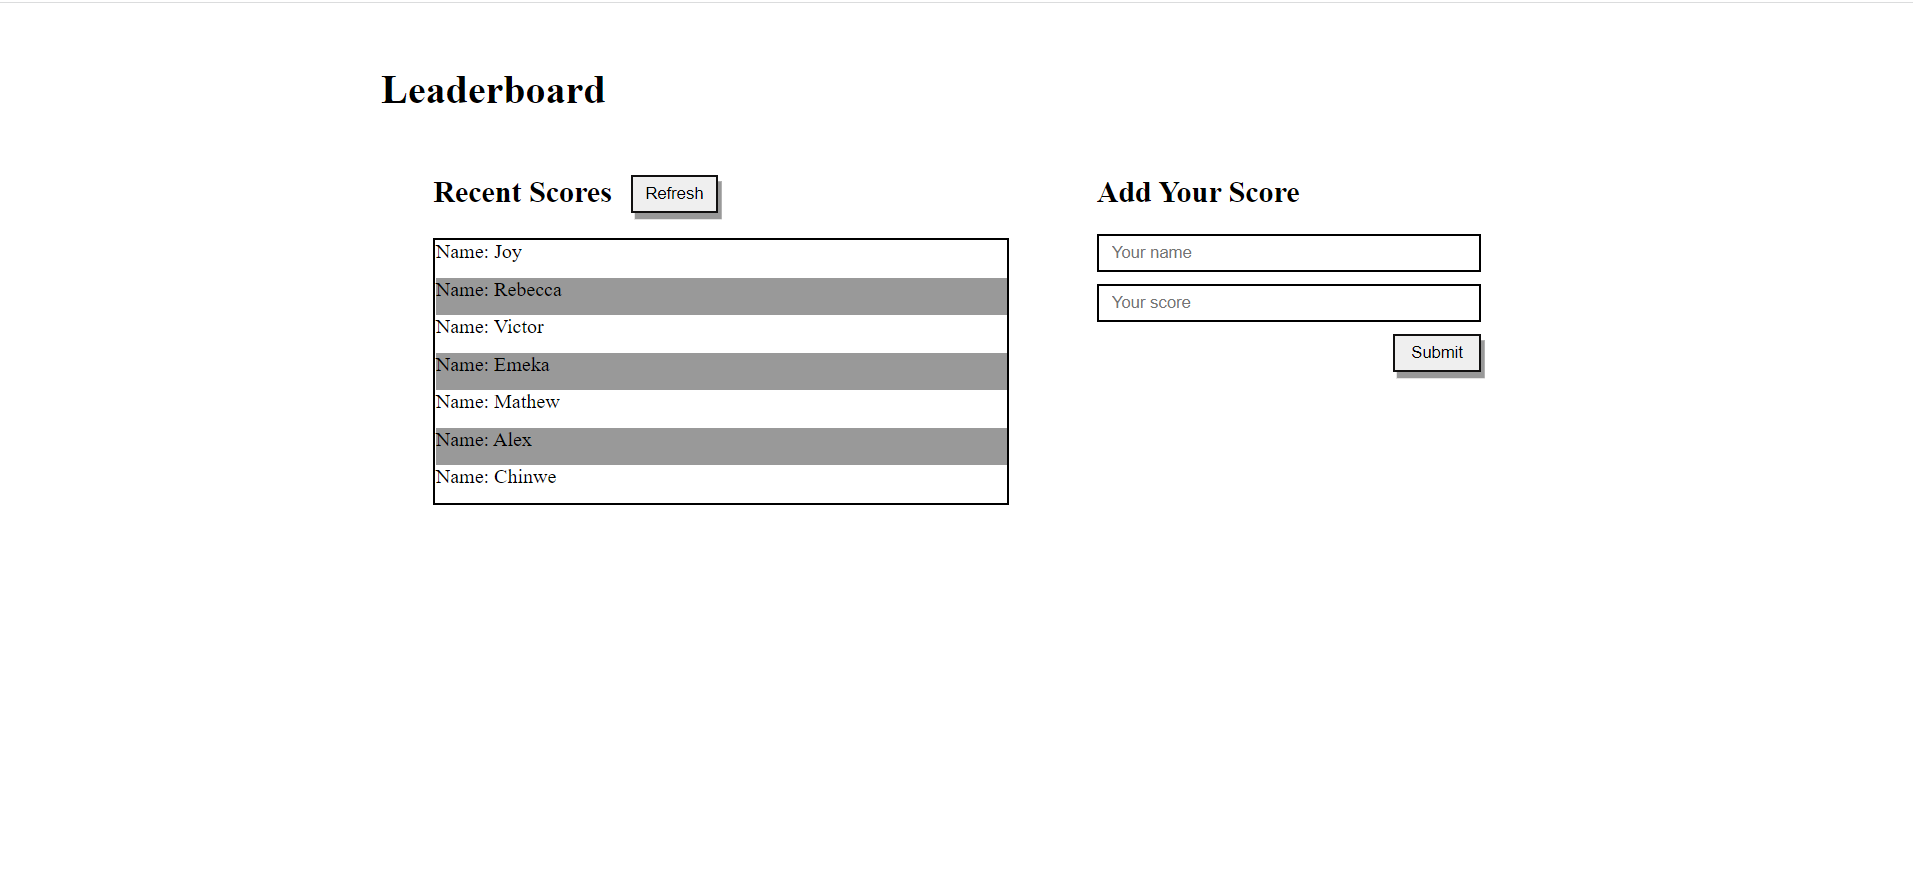 Leaderboard
Recent Scores
Refresh
Name: Joy
Name: Rebecca
Name: Victor
Name: Emeka
Name: Mathew
Name: Alex
Name: Chinwe
Add Your Score
Your name
Your score
Submit